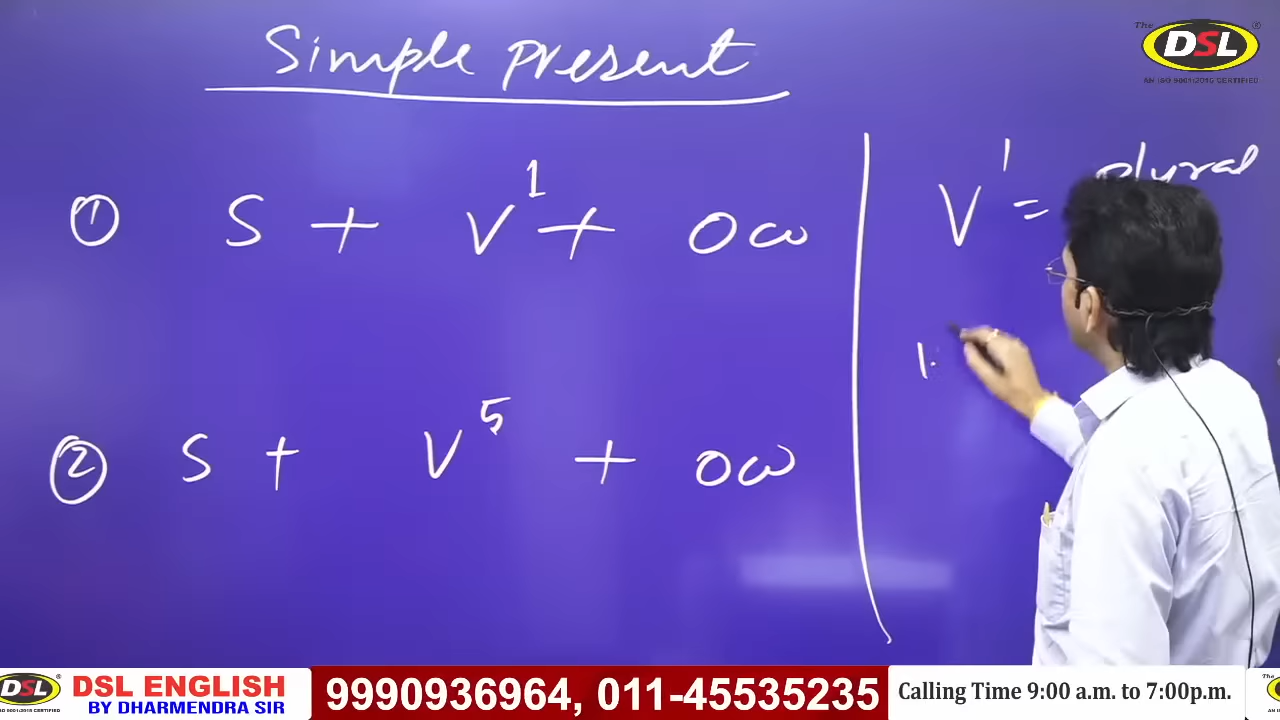 Simple present
The
DSL
®
AN ISO 9001:2015 CERTIFIED
① S + V¹ + Ow
V¹ = plural
② S + V⁵ + ow
DSL
DSL ENGLISH
BY DHARMENDRA SIR
9990936964, 011-45535235
Calling Time 9:00 a.m. to 7:00p.m.